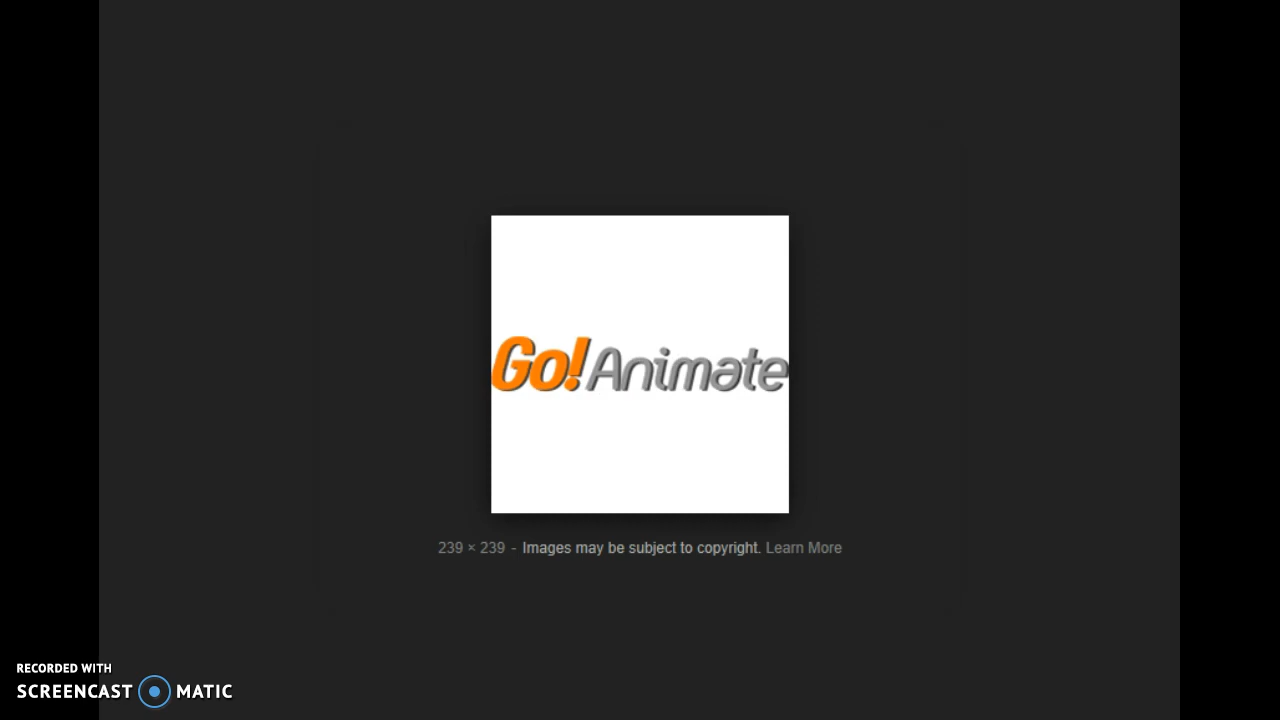 Go!Animate
239 × 239 - Images may be subject to copyright. Learn More
RECORDED WITH
SCREENCAST MATIC